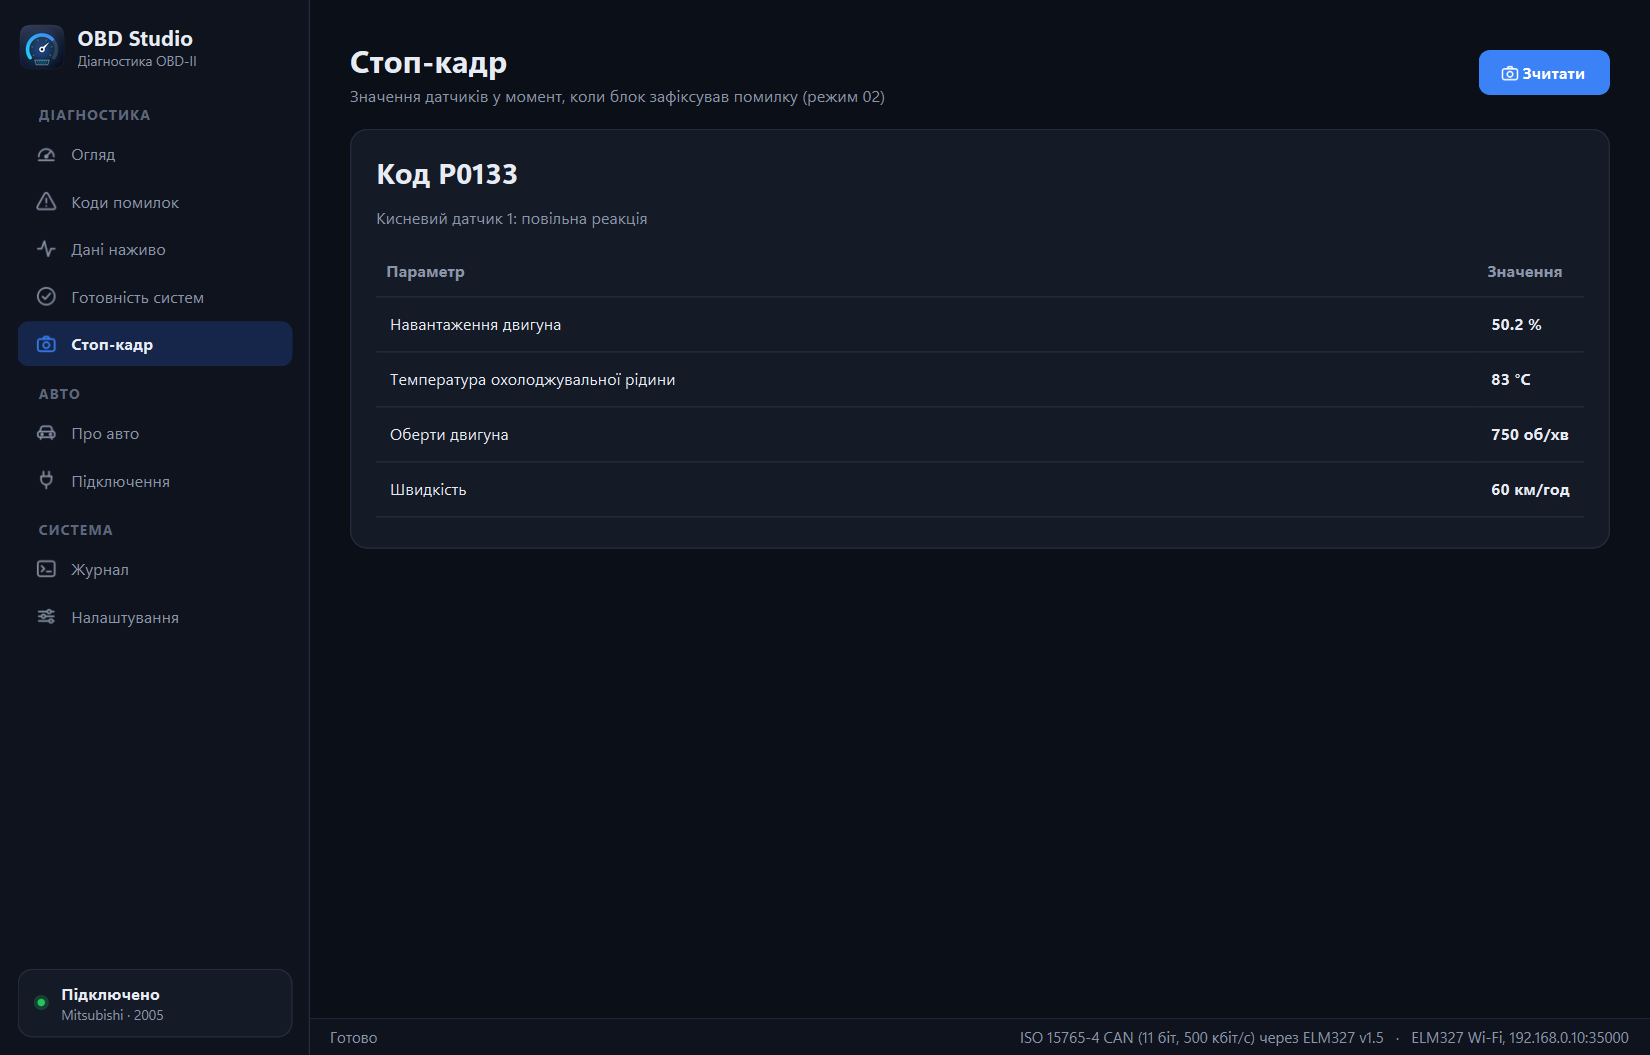 OBD Studio
Діагностика OBD-II
ДІАГНОСТИКА
Огляд
Коди помилок
Дані наживо
Готовність систем
Стоп-кадр
АВТО
Про авто
Підключення
СИСТЕМА
Журнал
Налаштування
Підключено
Mitsubishi · 2005
Стоп-кадр
Значення датчиків у момент, коли блок зафіксував помилку (режим 02)
Зчитати
Код P0133
Кисневий датчик 1: повільна реакція
Параметр Значення
Навантаження двигуна 50.2 %
Температура охолоджувальної рідини 83 °C
Оберти двигуна 750 об/хв
Швидкість 60 км/год
Готово ISO 15765-4 CAN (11 біт, 500 кбіт/с) через ELM327 v1.5 · ELM327 Wi-Fi, 192.168.0.10:35000